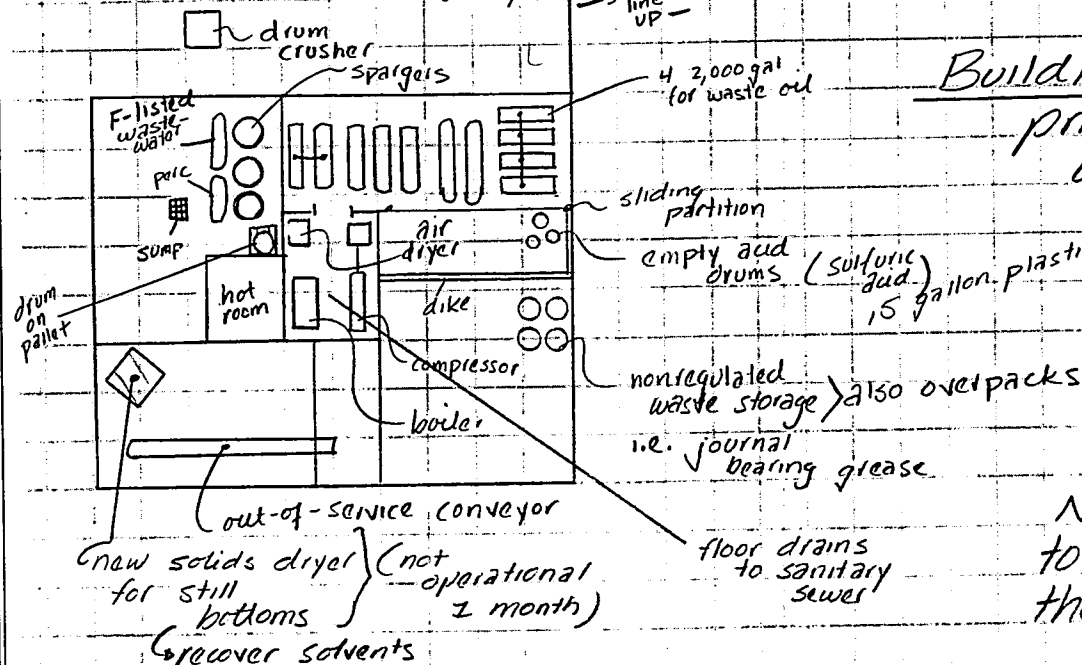 line
UP —
drum
crusher
spargers
4 2,000 gal
for waste oil
F-listed
waste-
water
perc
sump
drum
on
pallet
hot
room
air
dryer
dike
sliding
partition
empty acid
drums (sulfuric
acid)
15 gallon plasti
compressor
boiler
nonregulated
waste storage > also overpacks
i.e. journal
bearing grease
out-of-service conveyor
new solids dryer
for still
bottoms
(not
operational
1 month)
recover solvents
floor drains
to sanitary
sewer
Buildi
pri
to
the